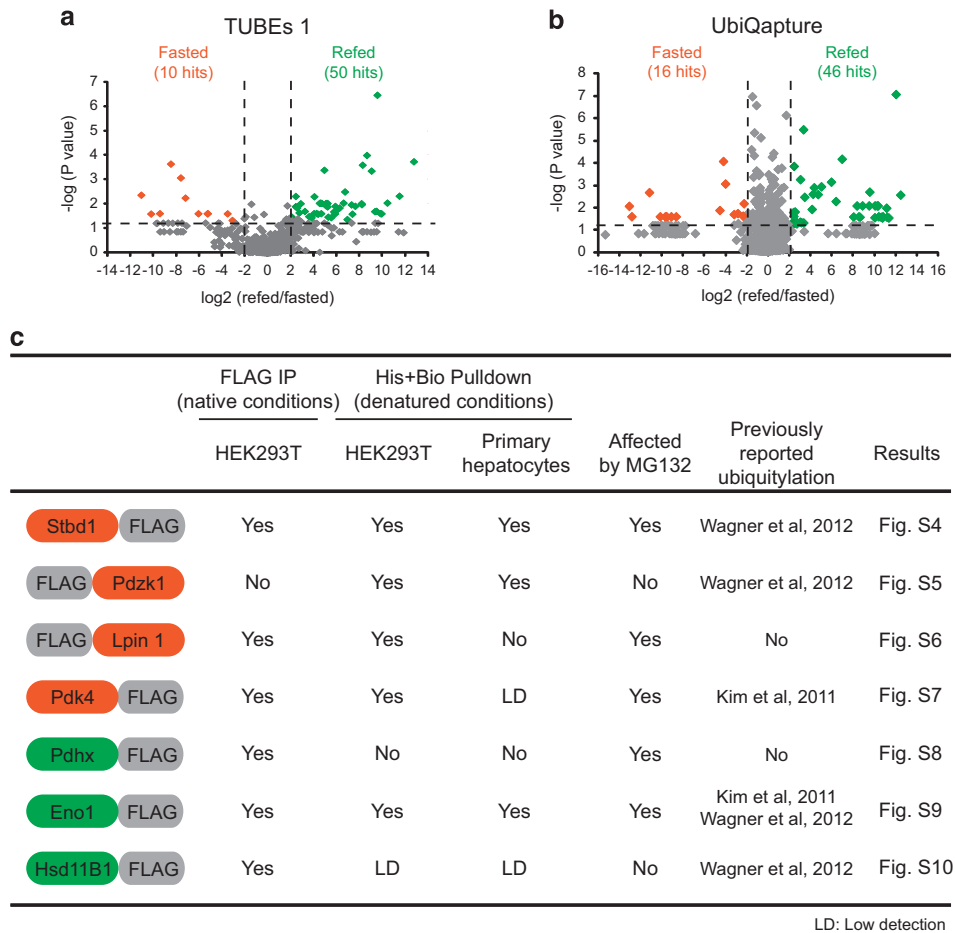 a
TUBEs 1
Fasted
(10 hits)
Refed
(50 hits)
-log (P value)
7
6
5
4
3
2
1
0
-14 -12 -10 -8 -6 -4 -2 0 2 4 6 8 10 12 14
log2 (refed/fasted)
b
UbiQapture
Fasted
(16 hits)
Refed
(46 hits)
-log (P value)
8
7
6
5
4
3
2
1
0
-16 -14 -12 -10 -8 -6 -4 -2 0 2 4 6 8 10 12 14 16
log2 (refed/fasted)
c
FLAG IP
(native conditions)
His+Bio Pulldown
(denatured conditions)
HEK293T
HEK293T
Primary
hepatocytes
Affected
by MG132
Previously
reported
ubiquitylation
Results
Stbd1 FLAG Yes Yes Yes Yes Wagner et al, 2012 Fig. S4
FLAG Pdzk1 No Yes Yes No Wagner et al, 2012 Fig. S5
FLAG Lpin 1 Yes Yes No Yes No Fig. S6
Pdk4 FLAG Yes Yes LD Yes Kim et al, 2011 Fig. S7
Pdhx FLAG Yes No No Yes No Fig. S8
Eno1 FLAG Yes Yes Yes Yes Kim et al, 2011
Wagner et al, 2012 Fig. S9
Hsd11B1 FLAG Yes LD LD No Wagner et al, 2012 Fig. S10
LD: Low detection